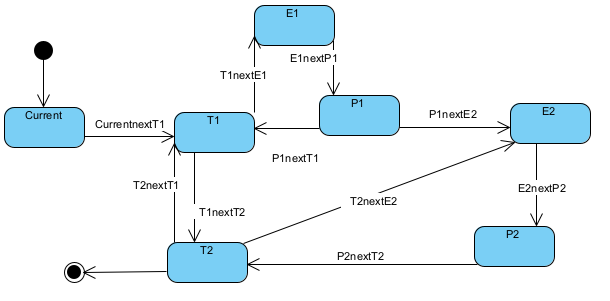 E1
E1nextP1
T1nextE1
P1
Current
T1
E2
CurrentnextT1
P1nextE2
P1nextT1
T2nextT1
E2nextP2
T2nextE2
T1nextT2
P2
T2
P2nextT2